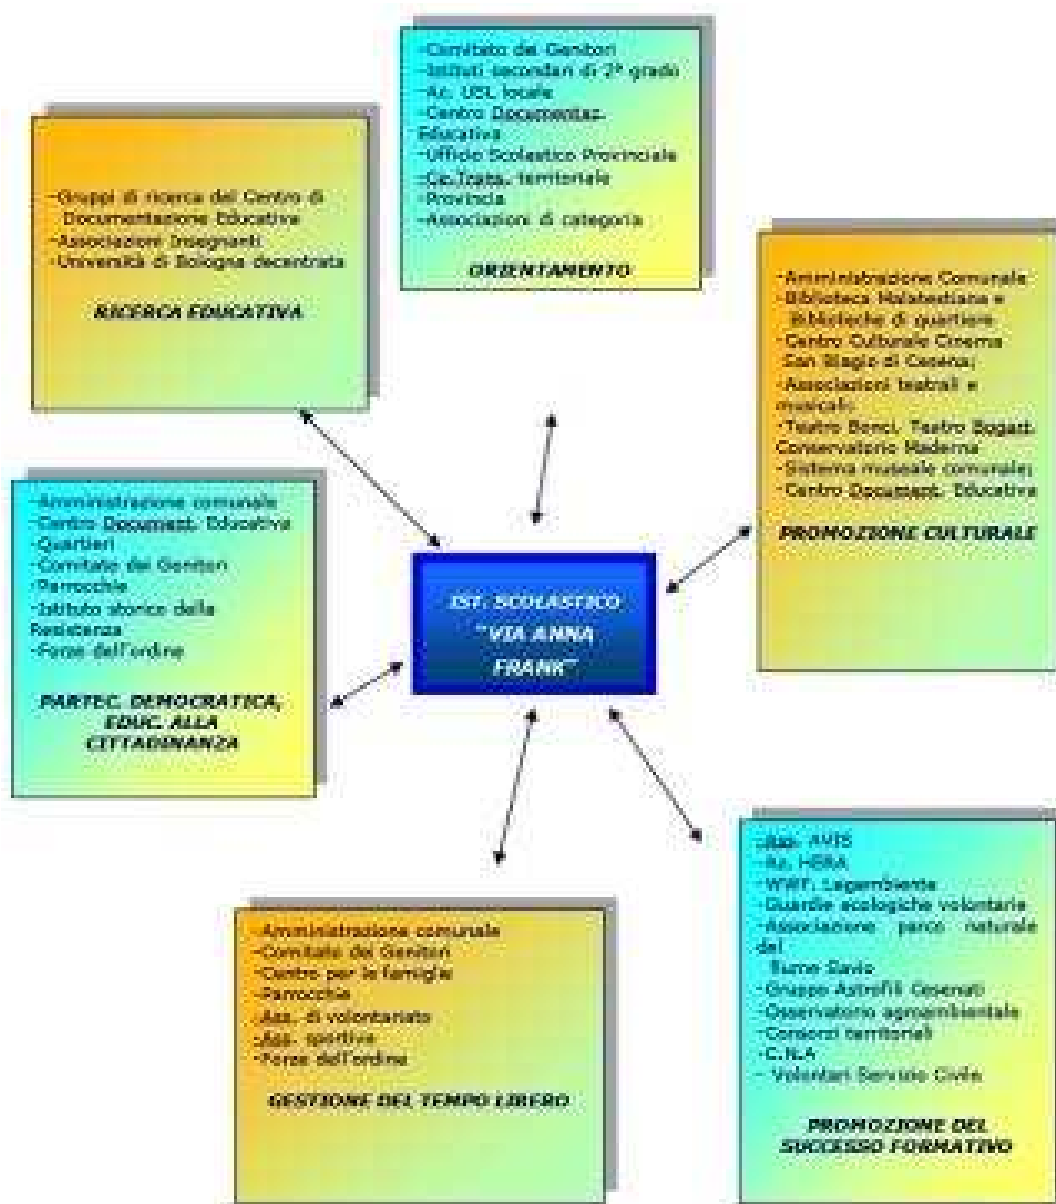 -Comitato dei Genitori
-Istituti secondari di 2° grado
-Az. USL locale
-Centro Documentaz.
Educativa
-Ufficio Scolastico Provinciale
territoriale
-Provincia
-Associazioni di categoria
ORIENTAMENTO
-Gruppi di ricerca del Centro di
Documentazione Educativa
-Associazioni Insegnanti
-Università di Bologna decentrata
RICERCA EDUCATIVA
-Amministrazione Comunale
-Biblioteca Malatestiana e
Biblioteche di quartiere
-Centro Culturale Cinema
San Biagio di Cesena;
-Associazioni teatrali e
musicali;
-Teatro Bonci, Teatro Bogart,
Conservatorio Maderna
-Sistema museale comunale;
-Centro Document. Educativa
PROMOZIONE CULTURALE
-Amministrazione comunale
-Centro Document. Educativa
-Quartieri
-Comitato dei Genitori
-Parrocchie
-Istituto storico della
Resistenza
-Forze dell'ordine
PARTEC. DEMOCRATICA,
EDUC. ALLA
CITTADINANZA
IST. SCOLASTICO
"VIA ANNA
FRANK"
-Amministrazione comunale
-Comitato dei Genitori
-Centro per le famiglie
-Parrocchie
-Ass. di volontariato
-Ass. sportive
-Forze dell'ordine
GESTIONE DEL TEMPO LIBERO
-Ass. AVIS
-Az. HERA
-WWF, Legambiente
-Guardie ecologiche volontarie
-Associazione parco naturale
del
fiume Savio
-Gruppo Astrofili Cesenati
-Osservatorio agroambientale
-Consorzi territoriali
-C.N.A
- Volontari Servizio Civile
PROMOZIONE DEL
SUCCESSO FORMATIVO